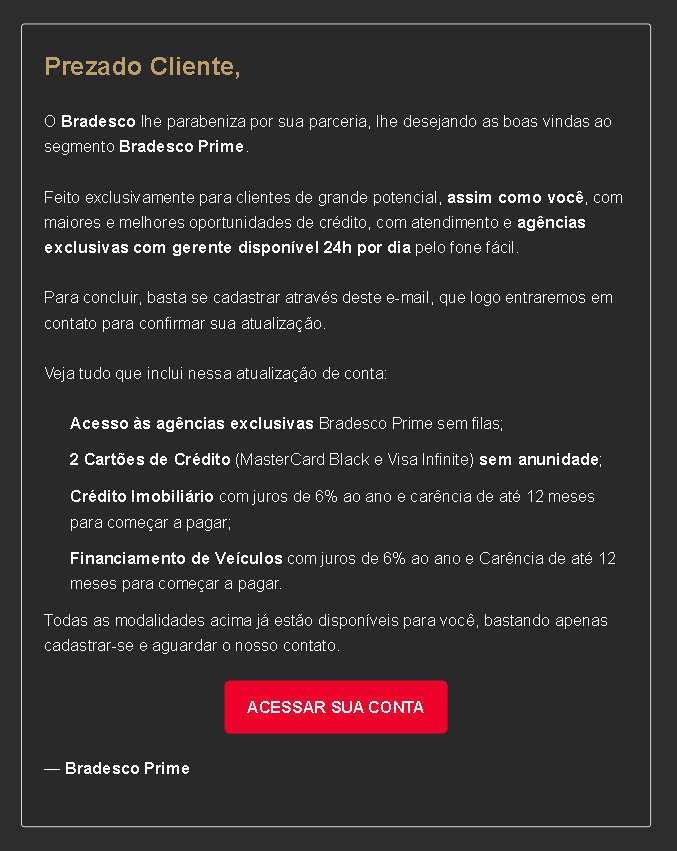 Prezado Cliente,
O Bradesco lhe parabeniza por sua parceria, lhe desejando as boas vindas ao
segmento Bradesco Prime.
Feito exclusivamente para clientes de grande potencial, assim como você, com
maiores e melhores oportunidades de crédito, com atendimento e agências
exclusivas com gerente disponível 24h por dia pelo fone fácil.
Para concluir, basta se cadastrar através deste e-mail, que logo entraremos em
contato para confirmar sua atualização.
Veja tudo que inclui nessa atualização de conta:
Acesso às agências exclusivas Bradesco Prime sem filas;
2 Cartões de Crédito (MasterCard Black e Visa Infinite) sem anunidade;
Crédito Imobiliário com juros de 6% ao ano e carência de até 12 meses
para começar a pagar;
Financiamento de Veículos com juros de 6% ao ano e Carência de até 12
meses para começar a pagar.
Todas as modalidades acima já estão disponíveis para você, bastando apenas
cadastrar-se e aguardar o nosso contato.
ACESSAR SUA CONTA
— Bradesco Prime